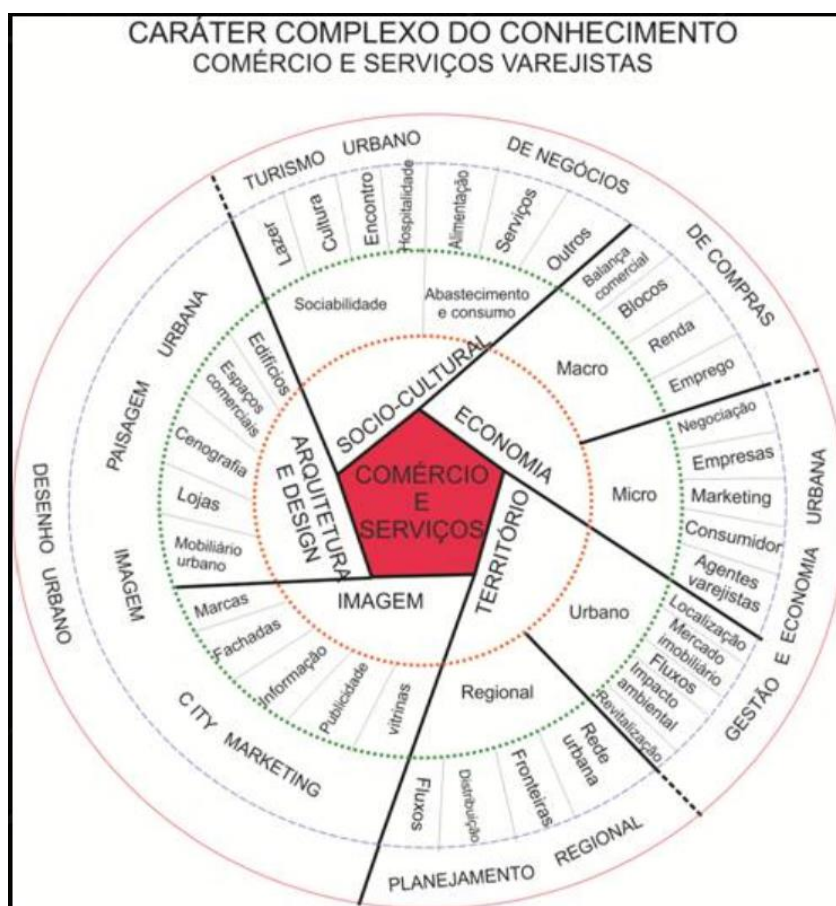 CARÁTER COMPLEXO DO CONHECIMENTO
COMÉRCIO E SERVIÇOS VAREJISTAS
TURISMO URBANO
DE NEGÓCIOS
DE COMPRAS
Lazer
Cultura
Encontro
Hospitalidade
Alimentação
Serviços
Outros
Balança
comercial
Blocos
Renda
Emprego
Sociabilidade
Abastecimento
e consumo
Macro
SOCIO-CULTURAL
ECONOMIA
Negociação
Empresas
Marketing
Consumidor
Agentes
varejistas
Micro
GESTÃO E ECONOMIA URBANA
COMÉRCIO
E
SERVIÇOS
TERRITÓRIO
Urbano
Localização
Mercado
imobiliário
Fluxos
Impacto
ambiental
Revitalização
Regional
Rede
urbana
Fronteiras
Distribuição
Fluxos
PLANEJAMENTO REGIONAL
IMAGEM
vitrinas
Publicidade
Informação
Fachadas
Marcas
CITY MARKETING
ARQUITETURA
E DESIGN
Edifícios
Espaços
comerciais
Cenografia
Lojas
Mobiliário
urbano
PAISAGEM URBANA
IMAGEM
DESENHO URBANO